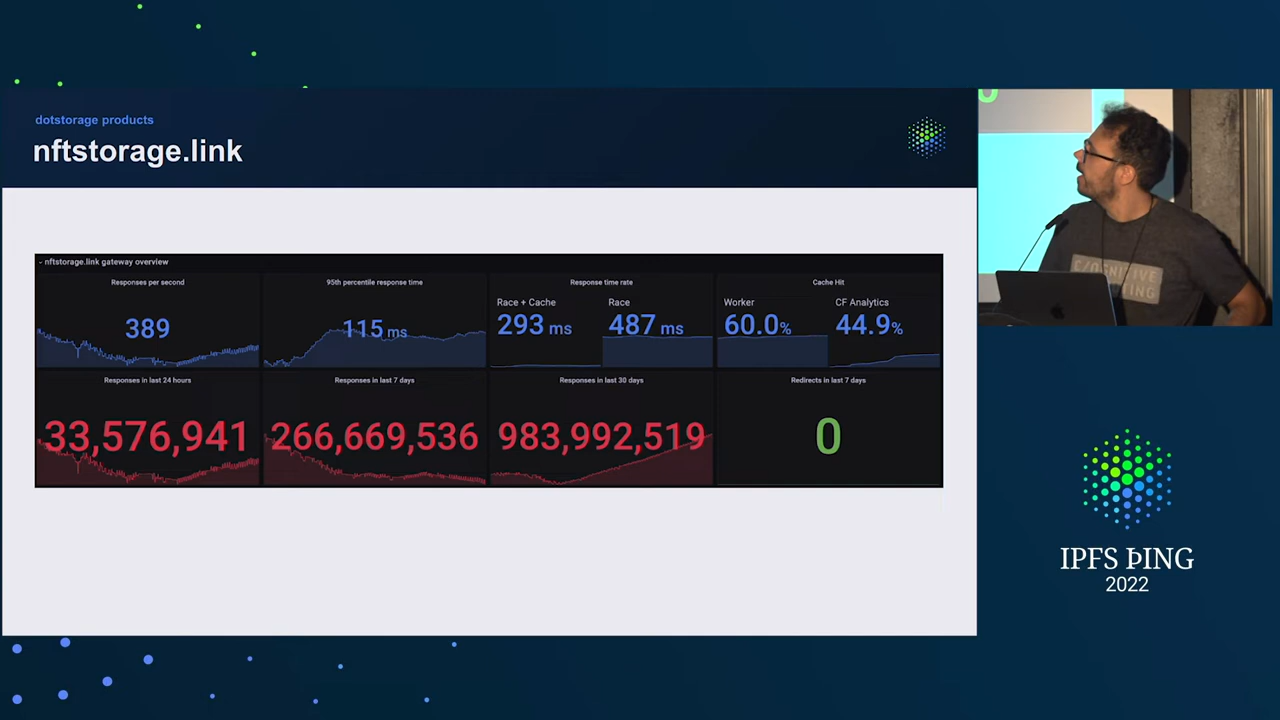 dotstorage products
nftstorage.link
nftstorage.link gateway overview
Responses per second
389
95th percentile response time
115 ms
Response time rate
Race + Cache
293 ms
Race
487 ms
Cache Hit
Worker
60.0%
CF Analytics
44.9%
Responses in last 24 hours
33,576,941
Responses in last 7 days
266,669,536
Responses in last 30 days
983,992,519
Redirects in last 7 days
0
IPFS ÞING
2022